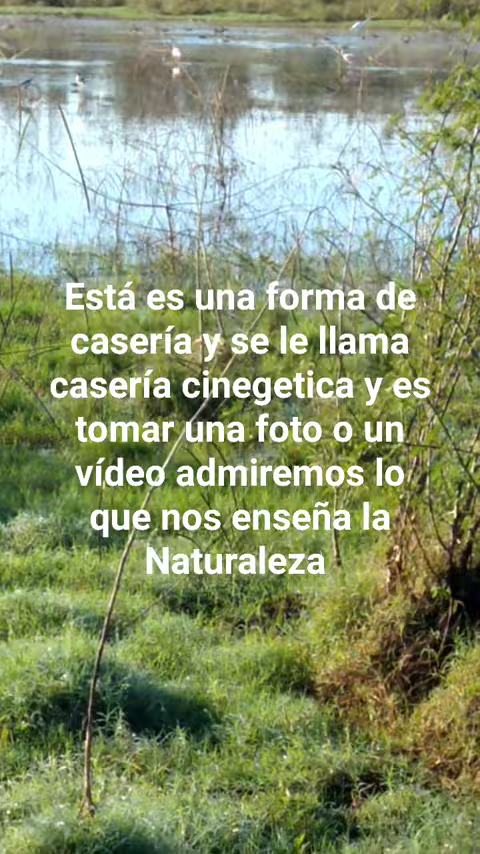 Está es una forma de
casería y se le llama
casería cinegetica y es
tomar una foto o un
vídeo admiremos lo
que nos enseña la
Naturaleza